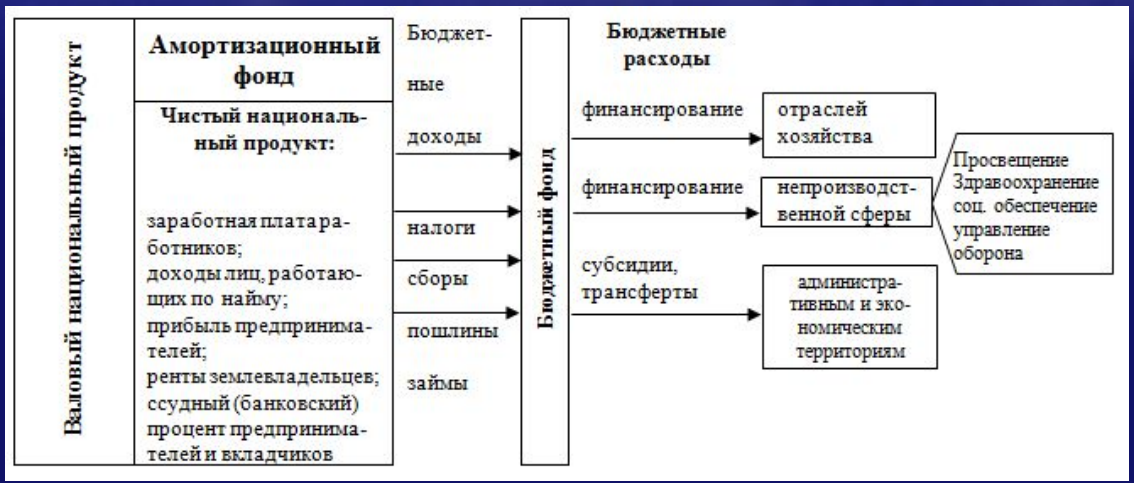 Валовый национальный продукт
Амортизационный
фонд
Чистый националь-
ный продукт:
заработная плата ра-
ботников;
доходы лиц, работаю-
щих по найму;
прибыль предпринима-
телей;
ренты землевладельцев;
ссудный (банковский)
процент предпринима-
телей и вкладчиков
Бюджет-
ные
доходы
налоги
сборы
пошлины
займы
Бюджетный фонд
Бюджетные
расходы
финансирование
отраслей
хозяйства
финансирование
непроизводст-
венной сферы
Просвещение
Здравоохранение
соц. обеспечение
управление
оборона
субсидии,
трансферты
администра-
тивным и эко-
номическим
территориям